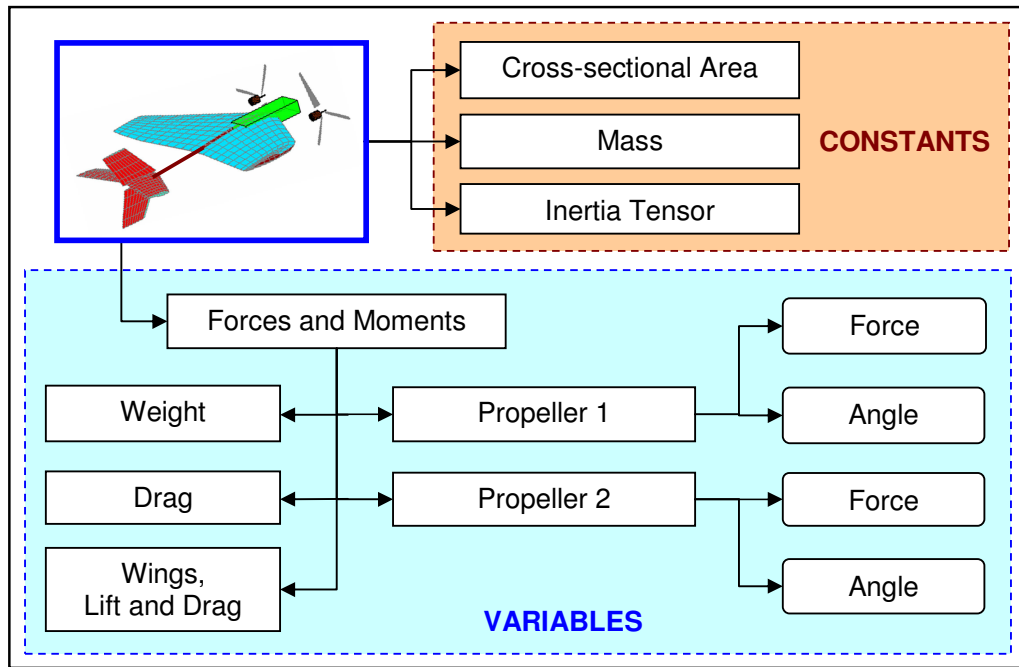 Cross-sectional Area
Mass
Inertia Tensor
CONSTANTS
Forces and Moments
Weight
Drag
Wings,
Lift and Drag
Propeller 1
Propeller 2
Force
Angle
Force
Angle
VARIABLES